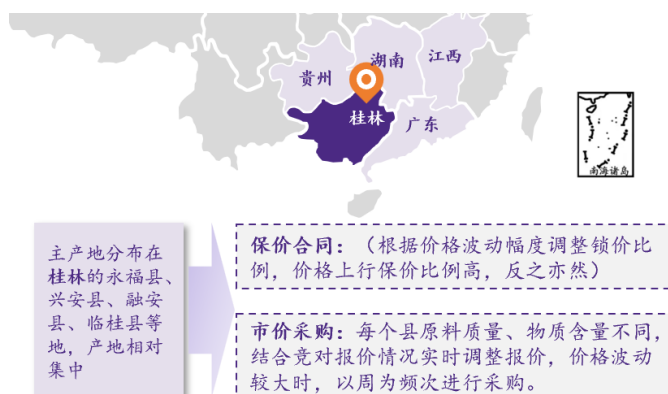 湖南
江西
贵州
桂林
广东
南海诸岛
主产地分布在
桂林的永福县、
兴安县、融安
县、临桂县等
地，产地相对
集中
保价合同：（根据价格波动幅度调整锁价比
例，价格上行保价比例高，反之亦然）
市价采购：每个县原料质量、物质含量不同，
结合竞对报价情况实时调整报价，价格波动
较大时，以周为频次进行采购。